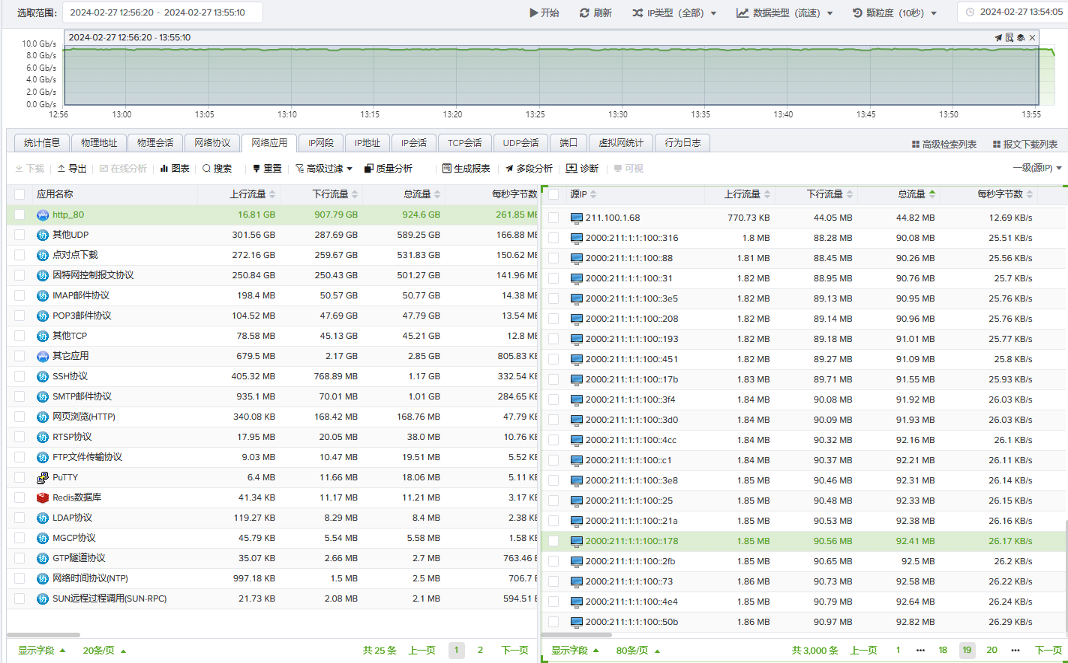 选取范围: 2024-02-27 12:56:20 - 2024-02-27 13:55:10 开始 刷新 IP类型（全部） 数据类型（流速） 颗粒度（10秒） 2024-02-27 13:54:05
2024-02-27 12:56:20 - 13:55:10
10.0 Gb/s
8.0 Gb/s
6.0 Gb/s
4.0 Gb/s
2.0 Gb/s
0.0 Gb/s
12:56 13:00 13:05 13:10 13:15 13:20 13:25 13:30 13:35 13:40 13:45 13:50 13:55
统计信息 物理地址 物理会话 网络协议 网络应用 IP网段 IP地址 IP会话 TCP会话 UDP会话 端口 虚拟网统计 行为日志 高级检索列表 报文下载列表
下载 导出 在线分析 图表 搜索 重置 高级过滤 质量分析 生成报表 多段分析 诊断 可视 一级(源IP)
应用名称 上行流量 下行流量 总流量 每秒字节数
http_80 16.81 GB 907.79 GB 924.6 GB 261.85 ME
其他UDP 301.56 GB 287.69 GB 589.25 GB 166.88 ME
点对点下载 272.16 GB 259.67 GB 531.83 GB 150.62 ME
因特网控制报文协议 250.84 GB 250.43 GB 501.27 GB 141.96 ME
IMAP邮件协议 198.4 MB 50.57 GB 50.77 GB 14.38 ME
POP3邮件协议 104.52 MB 47.69 GB 47.79 GB 13.54 ME
其他TCP 78.58 MB 45.13 GB 45.21 GB 12.8 ME
其它应用 679.5 MB 2.17 GB 2.85 GB 805.83 KE
SSH协议 405.32 MB 768.89 MB 1.17 GB 332.54 KE
SMTP邮件协议 935.1 MB 70.01 MB 1.01 GB 284.65 KE
网页浏览(HTTP) 340.08 KB 168.42 MB 168.76 MB 47.79 KE
RTSP协议 17.95 MB 20.05 MB 38.0 MB 10.76 KE
FTP文件传输协议 9.03 MB 10.47 MB 19.51 MB 5.52 KE
PuTTY 6.4 MB 11.66 MB 18.06 MB 5.11 KE
Redis数据库 41.34 KB 11.17 MB 11.21 MB 3.17 KE
LDAP协议 119.27 KB 8.29 MB 8.4 MB 2.38 KE
MGCP协议 45.79 KB 5.54 MB 5.58 MB 1.58 KE
GTP隧道协议 35.07 KB 2.66 MB 2.7 MB 763.46
网络时间协议(NTP) 997.18 KB 1.5 MB 2.5 MB 706.7
SUN远程过程调用(SUN-RPC) 21.73 KB 2.08 MB 2.1 MB 594.51
显示字段 20条/页 共 25 条 上一页 1 2 下一页
源IP 上行流量 下行流量 总流量 每秒字节数
211.100.1.68 770.73 KB 44.05 MB 44.82 MB 12.69 KB/s
2000:211:1:1:100::316 1.8 MB 88.28 MB 90.08 MB 25.51 KB/s
2000:211:1:1:100::88 1.81 MB 88.45 MB 90.26 MB 25.56 KB/s
2000:211:1:1:100::31 1.82 MB 88.95 MB 90.76 MB 25.7 KB/s
2000:211:1:1:100::3e5 1.82 MB 89.13 MB 90.95 MB 25.76 KB/s
2000:211:1:1:100::208 1.82 MB 89.14 MB 90.96 MB 25.76 KB/s
2000:211:1:1:100::193 1.82 MB 89.18 MB 91.01 MB 25.77 KB/s
2000:211:1:1:100::451 1.82 MB 89.27 MB 91.09 MB 25.8 KB/s
2000:211:1:1:100::17b 1.83 MB 89.71 MB 91.55 MB 25.93 KB/s
2000:211:1:1:100::3f4 1.84 MB 90.08 MB 91.92 MB 26.03 KB/s
2000:211:1:1:100::3d0 1.84 MB 90.09 MB 91.93 MB 26.03 KB/s
2000:211:1:1:100::4cc 1.84 MB 90.32 MB 92.16 MB 26.1 KB/s
2000:211:1:1:100::c1 1.84 MB 90.37 MB 92.21 MB 26.11 KB/s
2000:211:1:1:100::3e8 1.85 MB 90.46 MB 92.31 MB 26.14 KB/s
2000:211:1:1:100::25 1.85 MB 90.48 MB 92.33 MB 26.15 KB/s
2000:211:1:1:100::21a 1.85 MB 90.53 MB 92.38 MB 26.16 KB/s
2000:211:1:1:100::178 1.85 MB 90.56 MB 92.41 MB 26.17 KB/s
2000:211:1:1:100::2fb 1.85 MB 90.65 MB 92.5 MB 26.2 KB/s
2000:211:1:1:100::73 1.86 MB 90.73 MB 92.58 MB 26.22 KB/s
2000:211:1:1:100::4e4 1.85 MB 90.79 MB 92.64 MB 26.24 KB/s
2000:211:1:1:100::50b 1.86 MB 90.97 MB 92.82 MB 26.29 KB/s
显示字段 80条/页 共 3,000 条 上一页 1 ••• 18 19 20 ••• 下一页